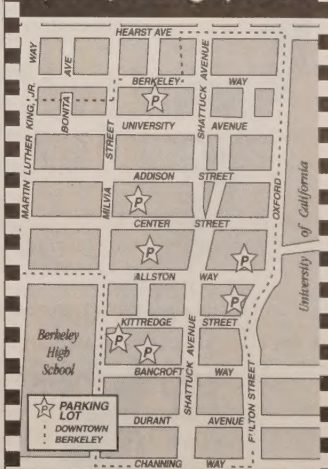 HEARST AVE
WAY
AVE
SHATTUCK AVENUE
BERKELEY WAY
MARTIN LUTHER KING, JR.
BONITA
STREET
UNIVERSITY AVENUE
ADDISON STREET
MILVIA
OXFORD
University of California
CENTER STREET
ALLSTON WAY
KITTREDGE STREET
Berkeley
High
School
SHATTUCK AVENUE
BANCROFT WAY
FULTON STREET
P PARKING
LOT
DOWNTOWN
BERKELEY
DURANT AVENUE
CHANNING WAY
P
P
P
P
P
P
P